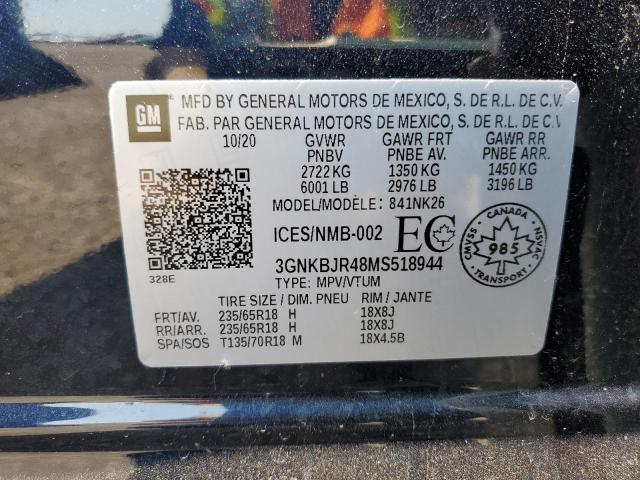 GM
MFD BY GENERAL MOTORS DE MEXICO, S. DE R.L. DE C.V.
FAB. PAR GENERAL MOTORS DE MEXICO, S. DE R.L. DE C.V.
10/20 GVWR GAWR FRT GAWR RR
PNBV PNBE AV. PNBE ARR.
2722 KG 1350 KG 1450 KG
6001 LB 2976 LB 3196 LB
MODEL/MODÈLE: 841NK26
ICES/NMB-002 EC
CANADA
CMVSS 985 NSVAC
3GNKBJR48MS518944
328E
TYPE: MPV/VTUM
TIRE SIZE / DIM. PNEU RIM / JANTE
FRT/AV. 235/65R18 H 18X8J
RR/ARR. 235/65R18 H 18X8J
SPA/SOS T135/70R18 M 18X4.5B